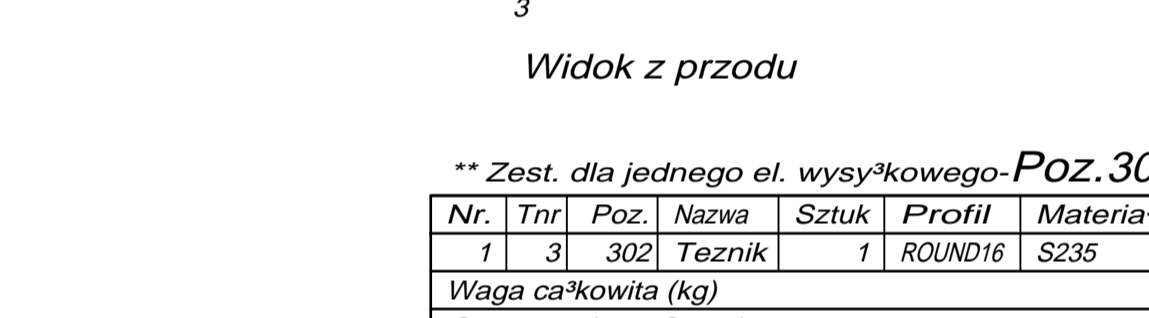 3
Widok z przodu
** Zest. dla jednego el. wysy³kowego-Poz.30
Nr. Tnr Poz. Nazwa Sztuk Profil Materia
1 3 302 Teznik 1 ROUND16 S235
Waga ca³kowita (kg)